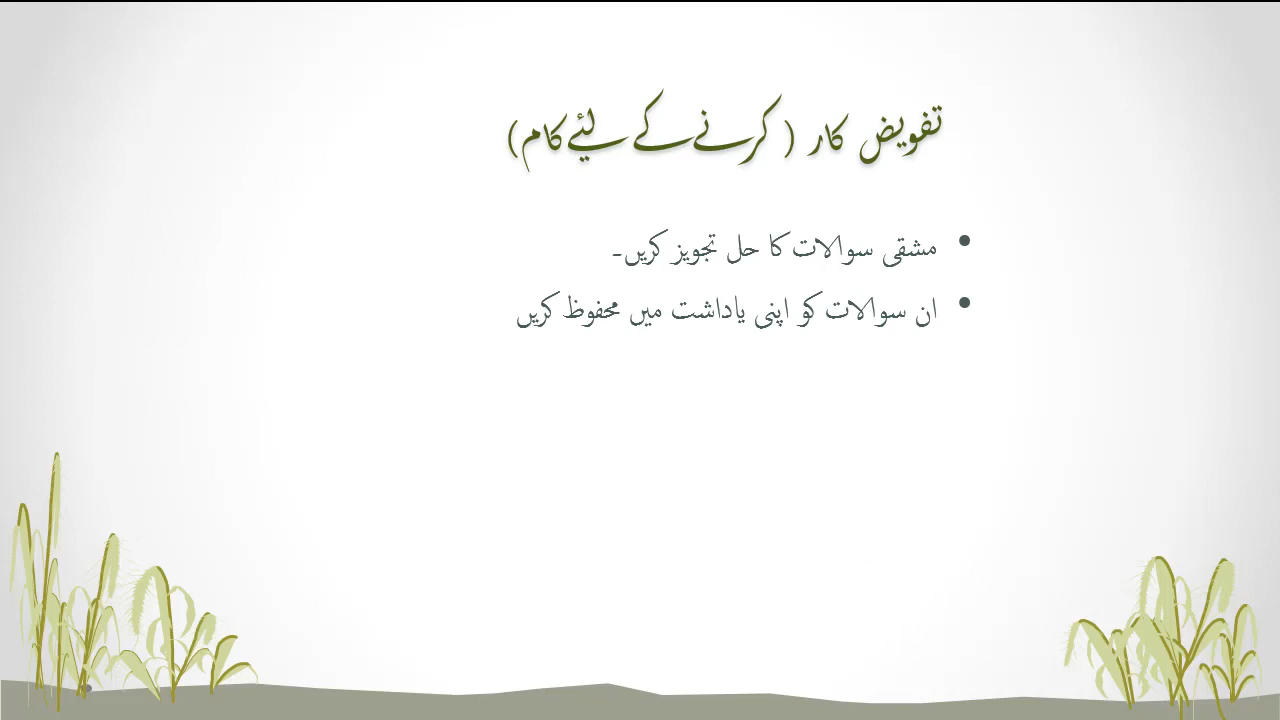 تفویض کار ( کرنے کے لیئے کام)
• مشقی سوالات کا حل تجویز کریں۔
• ان سوالات کو اپنی یاداشت میں محفوظ کریں